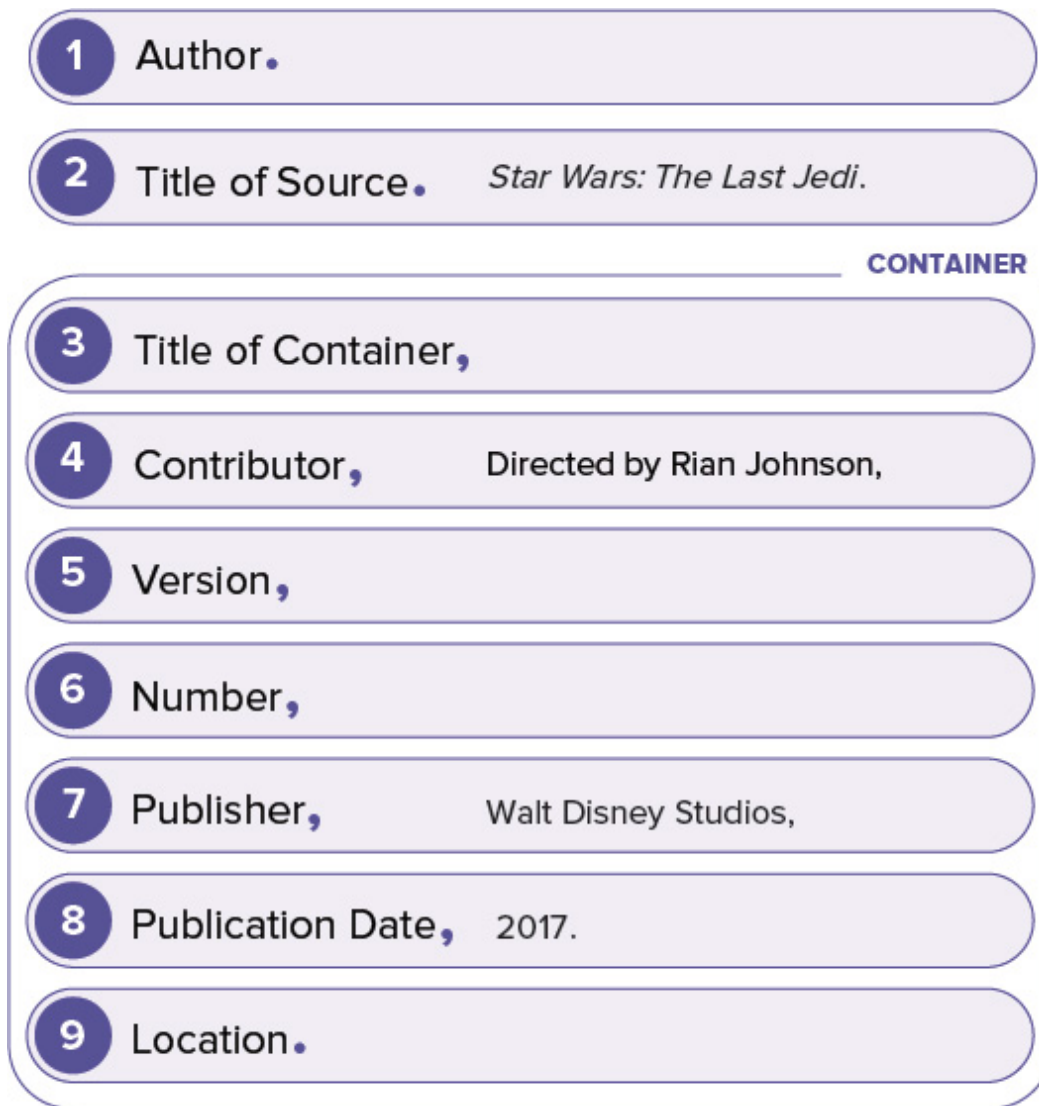 1 Author.
2 Title of Source. Star Wars: The Last Jedi.
CONTAINER
3 Title of Container,
4 Contributor, Directed by Rian Johnson,
5 Version,
6 Number,
7 Publisher, Walt Disney Studios,
8 Publication Date, 2017.
9 Location.